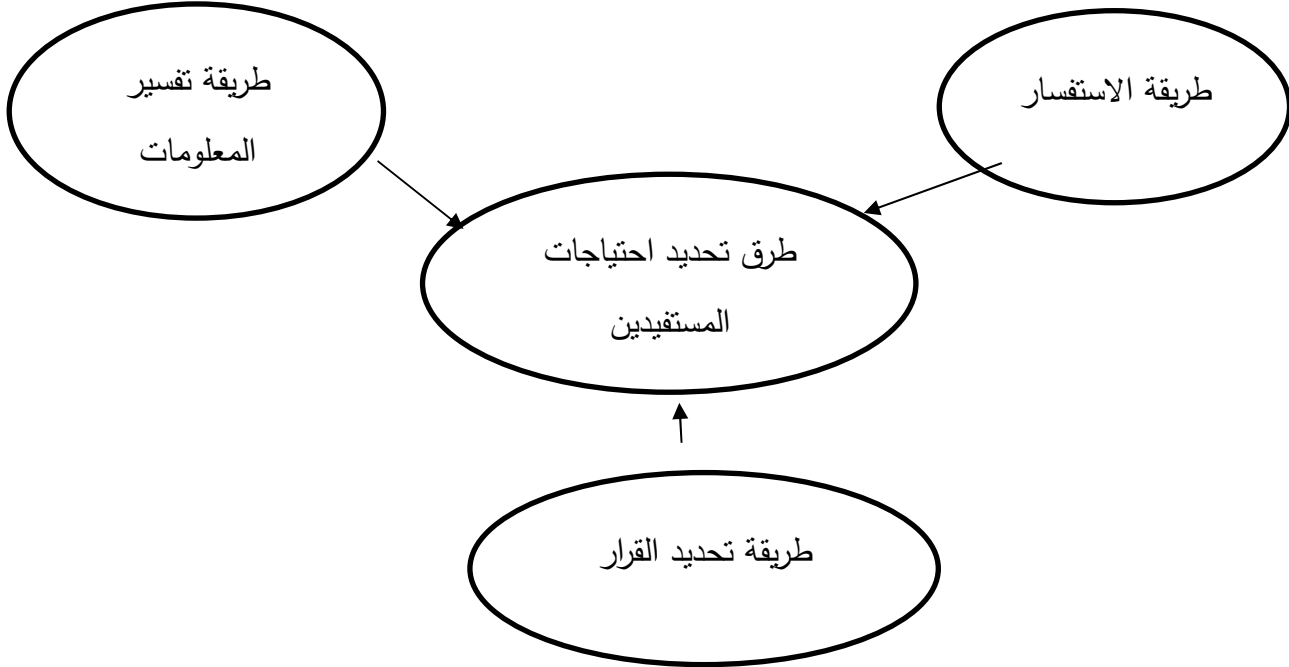 طريقة الاستفسار
طريقة تفسير
المعلومات
طرق تحديد احتياجات
المستفيدين
طريقة تحديد القرار